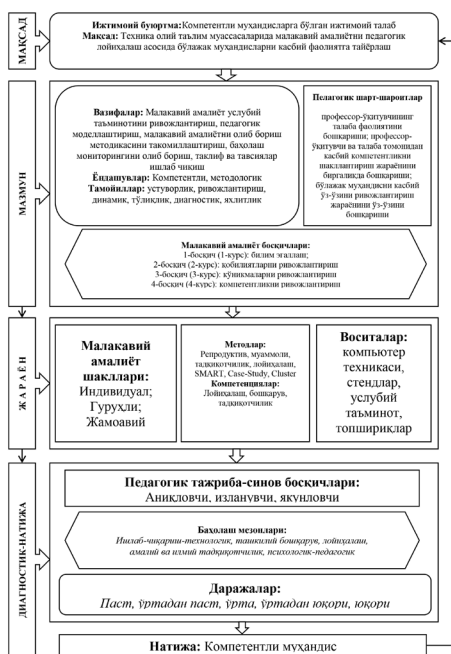 МАҚСАД
Ижтимоий буюртма:Компетентли муҳандисларга бўлган ижтимоий талаб
Мақсад: Техника олий таълим муассасаларида малакавий амалиётни педагогик
лойиҳалаш асосида бўлажак муҳандисларни касбий фаолиятга тайёрлаш
МАЗМУН
Вазифалар: Малакавий амалиёт услубий
таъминотини ривожлантириш, педагогик
моделлаштириш, малакавий амалиётни олиб бориш
методикасини такомиллаштириш, баҳолаш
мониторингини олиб бориш, таклиф ва тавсиялар
ишлаб чиқиш
Ёндашувлар: Компетентли, методологик
Тамойиллар: устуворлик, ривожлантириш,
динамик, тўлиқлик, диагностик, яхлитлик
Педагогик шарт-шароитлар
профессор-ўқитувчининг
талаба фаолиятини
бошқариши; профессор-
ўқитувчи ва талаба томонидан
касбий компетентликни
шакллантириш жараёнини
биргаликда бошқариши;
бўлажак муҳандисни касбий
ўз-ўзини ривожлантириш
жараёнини ўз-ўзини
бошқариши
Малакавий амалиёт босқичлари:
1-босқич (1-курс): билим эгаллаш;
2-босқич (2-курс): қобилиятларни ривожлантириш
3-босқич (3-курс): кўникмаларни ривожлантириш
4-босқич (4-курс): компетентликни ривожлантириш
ЖАРАЁН
Малакавий
амалиёт
шакллари:
Индивидуал;
Гуруҳли;
Жамоавий
Методлар:
Репродуктив, муаммоли,
тадқиқотчилик, лойиҳалаш,
SMART, Case-Study, Cluster
Компетенциялар:
Лойиҳалаш, бошқарув,
тадқиқотчилик
Воситалар:
компьютер
техникаси,
стендлар,
услубий
таъминот,
топшириқлар
ДИАГНОСТИК-НАТИЖА
Педагогик тажриба-синов босқичлари:
Аниқловчи, изланувчи, якунловчи
Баҳолаш мезонлари:
Ишлаб-чиқариш-технологик, ташкилий бошқарув, лойиҳалаш,
амалий ва илмий тадқиқотчилик, психологик-педагогик
Даражалар:
Паст, ўртадан паст, ўрта, ўртадан юқори, юқори
Натижа: Компетентли муҳандис